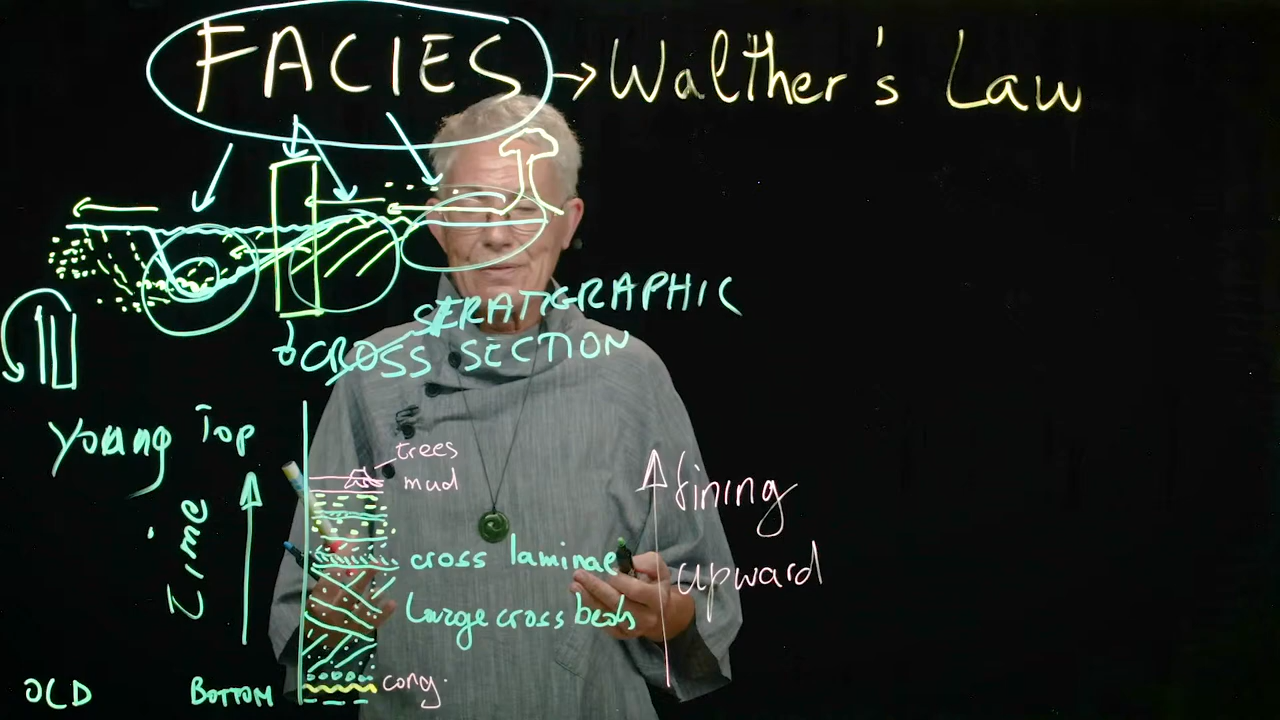 FACIES → Walther's Law
STRATIGRAPHIC
CROSS SECTION
Young Top
trees
mud
Time
fining
upward
cross laminae
Large cross beds
cong.
OLD
BOTTOM